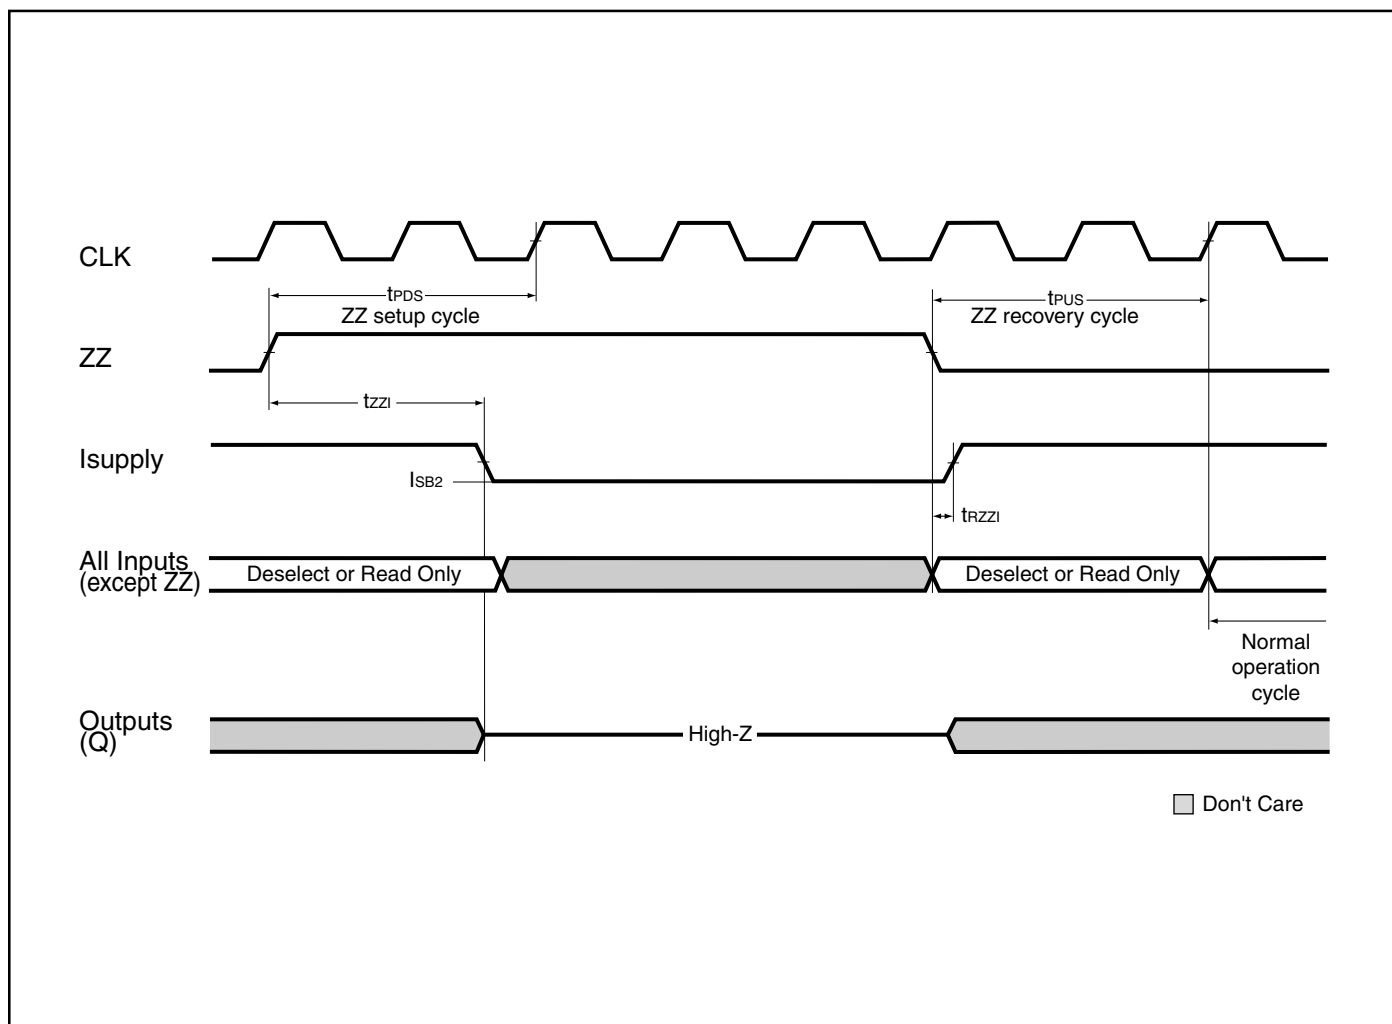 CLK
tPDS
ZZ setup cycle
tPUS
ZZ recovery cycle
ZZ
tZZI
Isupply
ISB2
tRZZI
All Inputs
(except ZZ)
Deselect or Read Only
Deselect or Read Only
Normal
operation
cycle
Outputs
(Q)
High-Z
Don't Care